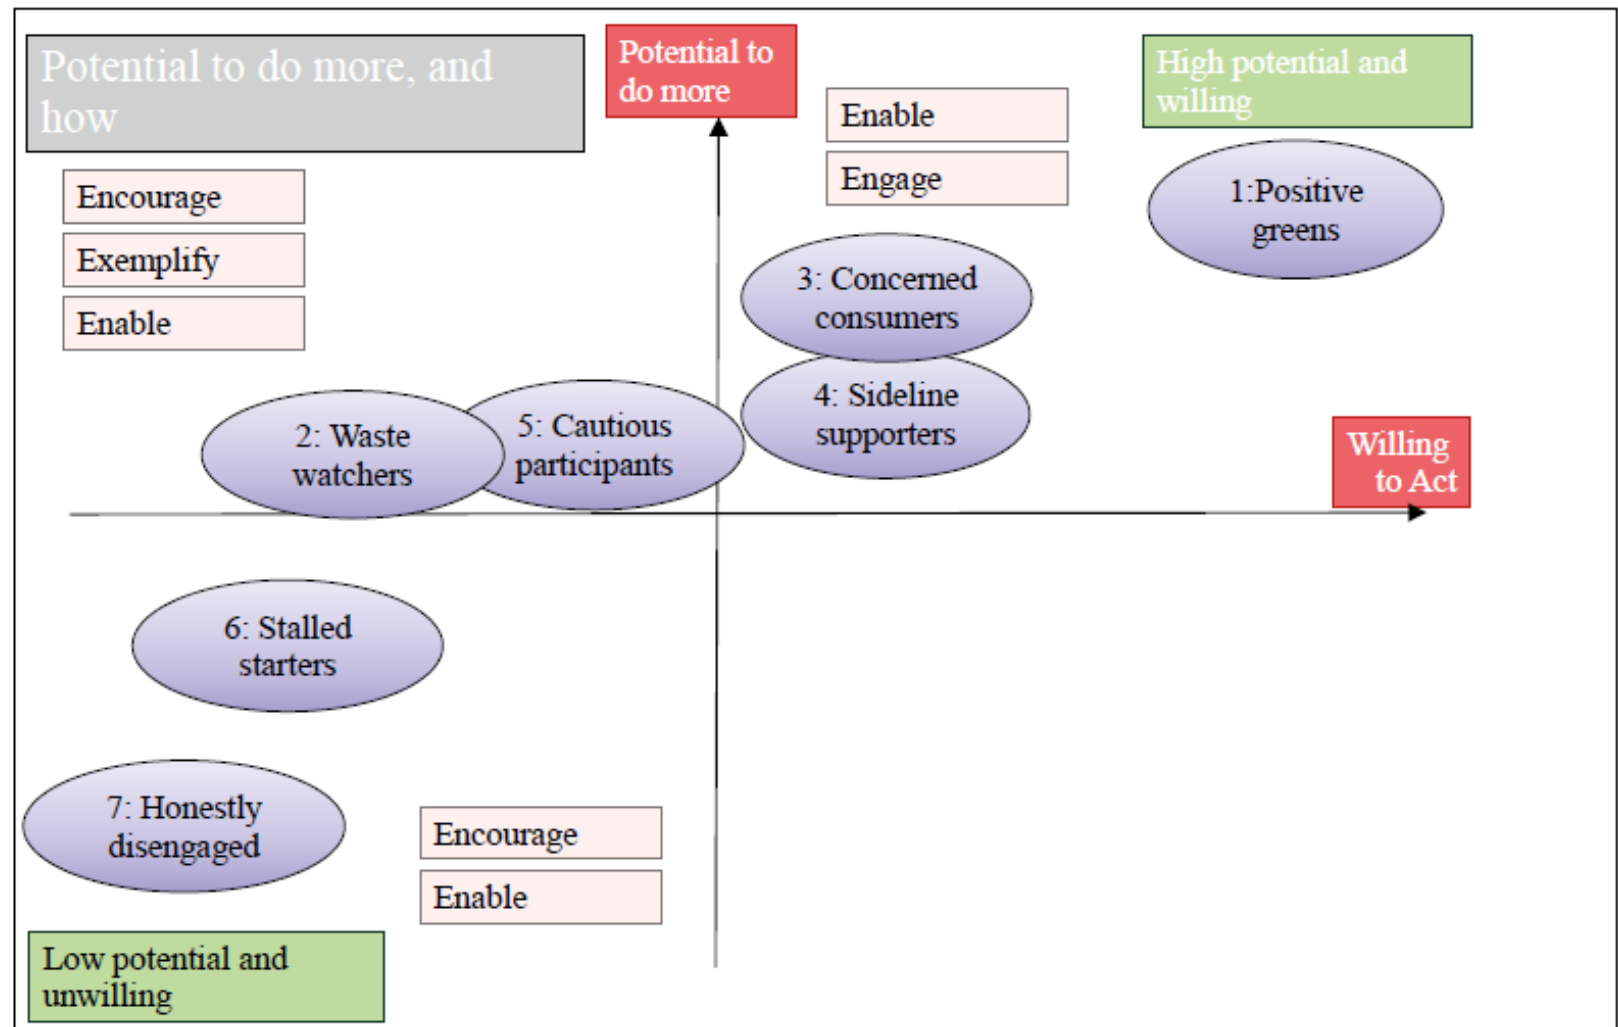 Potential to do more, and
how
Potential to
do more
High potential and
willing
Enable
Engage
Encourage
Exemplify
Enable
1:Positive
greens
3: Concerned
consumers
4: Sideline
supporters
2: Waste
watchers
5: Cautious
participants
Willing
to Act
6: Stalled
starters
7: Honestly
disengaged
Encourage
Enable
Low potential and
unwilling